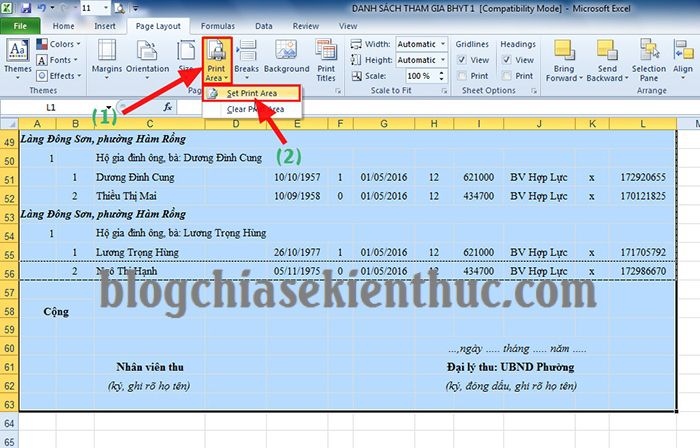 DANH SÁCH THAM GIA BHYT 1 [Compatibility Mode] - Microsoft Excel
11
File Home Insert Page Layout Formulas Data Review View
Themes Colors Fonts Effects
Margins Orientation Size Print Area Breaks Background Print Titles
Width: Automatic
Height: Automatic
Scale: 100 %
Gridlines Headings
View View
Print Print
Bring Forward Send Backward Selection Pane Align
Themes Scale to Fit Sheet Options Arrange
Set Print Area
Clear Print Area
(1)
(2)
L1
A B C D E F G H I J K L
49 Làng Đông Sơn, phường Hàm Rồng
50 1 Hộ gia đình ông, bà: Dương Đình Cung
51 1 Dương Đình Cung 10/10/1957 1 01/05/2016 12 621000 BV Hợp Lực x 172920655
52 2 Thiều Thị Mai 10/09/1958 0 01/05/2016 12 434700 BV Hợp Lực x 170121825
53 Làng Đông Sơn, phường Hàm Rồng
54 1 Hộ gia đình ông, bà: Lương Trọng Hùng
55 1 Lương Trọng Hùng 26/10/1977 1 01/05/2016 12 621000 BV Hợp Lực x 171705792
56 2 Ngô Thị Hạnh 05/11/1975 0 01/05/2016 12 434700 BV Hợp Lực x 172986670
blogchiasekienthuc.com
57
58 Cộng
59
60 ...,ngày ..... tháng ..... năm .....
61 Nhân viên thu Đại lý thu: UBND Phường
62 (ký, ghi rõ họ tên) (ký, đóng dấu, ghi rõ họ tên)
63
64
65